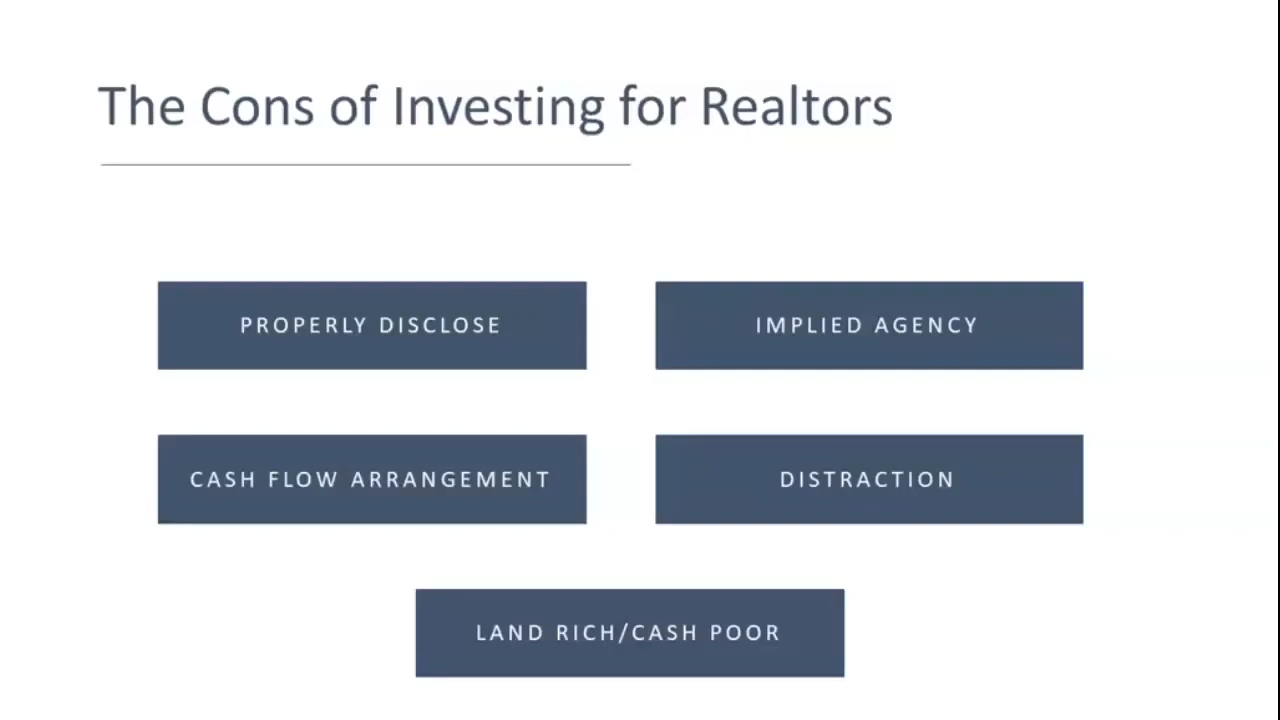 The Cons of Investing for Realtors
PROPERLY DISCLOSE
IMPLIED AGENCY
CASH FLOW ARRANGEMENT
DISTRACTION
LAND RICH/CASH POOR